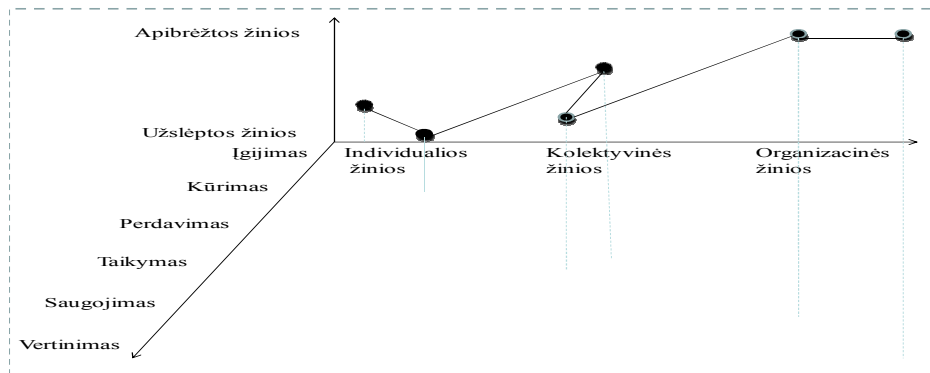 Apibrėžtos žinios
Užslėptos žinios
Įgijimas
Individualios
žinios
Kolektyvinės
žinios
Organizacinės
žinios
Kūrimas
Perdavimas
Taikymas
Saugojimas
Vertinimas